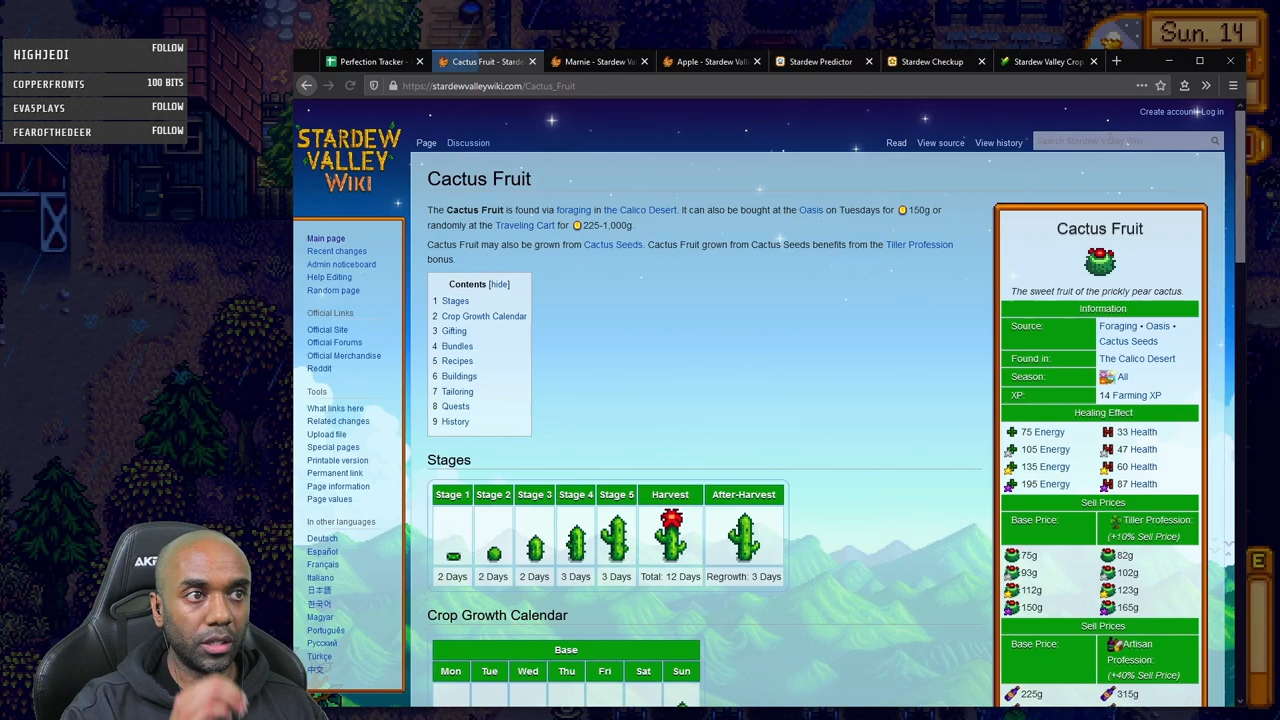 HIGHJEDI FOLLOW
COPPERFRONTS 100 BITS
EVA5PLAYS FOLLOW
FEAROFTHEDEER FOLLOW
Sun. 14
Perfection Tracker -
Cactus Fruit - Starde
Marnie - Stardew Val
Apple - Stardew Valle
Stardew Predictor
Stardew Checkup
Stardew Valley Crop
https://stardewvalleywiki.com/Cactus_Fruit
Create account Log in
STARDEW
VALLEY
WIKI
Page Discussion Read View source View history Search Stardew Valley Wiki
Main page
Recent changes
Admin noticeboard
Help Editing
Random page
Official Links
Official Site
Official Forums
Official Merchandise
Reddit
Tools
What links here
Related changes
Upload file
Special pages
Printable version
Permanent link
Page information
Page values
In other languages
Deutsch
Español
Français
Italiano
日本語
한국어
Magyar
Português
Русский
Türkçe
中文
Cactus Fruit
The Cactus Fruit is found via foraging in the Calico Desert. It can also be bought at the Oasis on Tuesdays for 150g or
randomly at the Traveling Cart for 225-1,000g.
Cactus Fruit may also be grown from Cactus Seeds. Cactus Fruit grown from Cactus Seeds benefits from the Tiller Profession
bonus.
Contents [hide]
1 Stages
2 Crop Growth Calendar
3 Gifting
4 Bundles
5 Recipes
6 Buildings
7 Tailoring
8 Quests
9 History
Stages
Stage 1 Stage 2 Stage 3 Stage 4 Stage 5 Harvest After-Harvest
2 Days 2 Days 2 Days 3 Days 3 Days Total: 12 Days Regrowth: 3 Days
Crop Growth Calendar
Base
Mon Tue Wed Thu Fri Sat Sun
Cactus Fruit
The sweet fruit of the prickly pear cactus.
Information
Source: Foraging • Oasis •
Cactus Seeds
Found in: The Calico Desert
Season: All
XP: 14 Farming XP
Healing Effect
75 Energy 33 Health
105 Energy 47 Health
135 Energy 60 Health
195 Energy 87 Health
Sell Prices
Base Price: Tiller Profession:
(+10% Sell Price)
75g 82g
93g 102g
112g 123g
150g 165g
Sell Prices
Base Price: Artisan
Profession:
(+40% Sell Price)
225g 315g
E